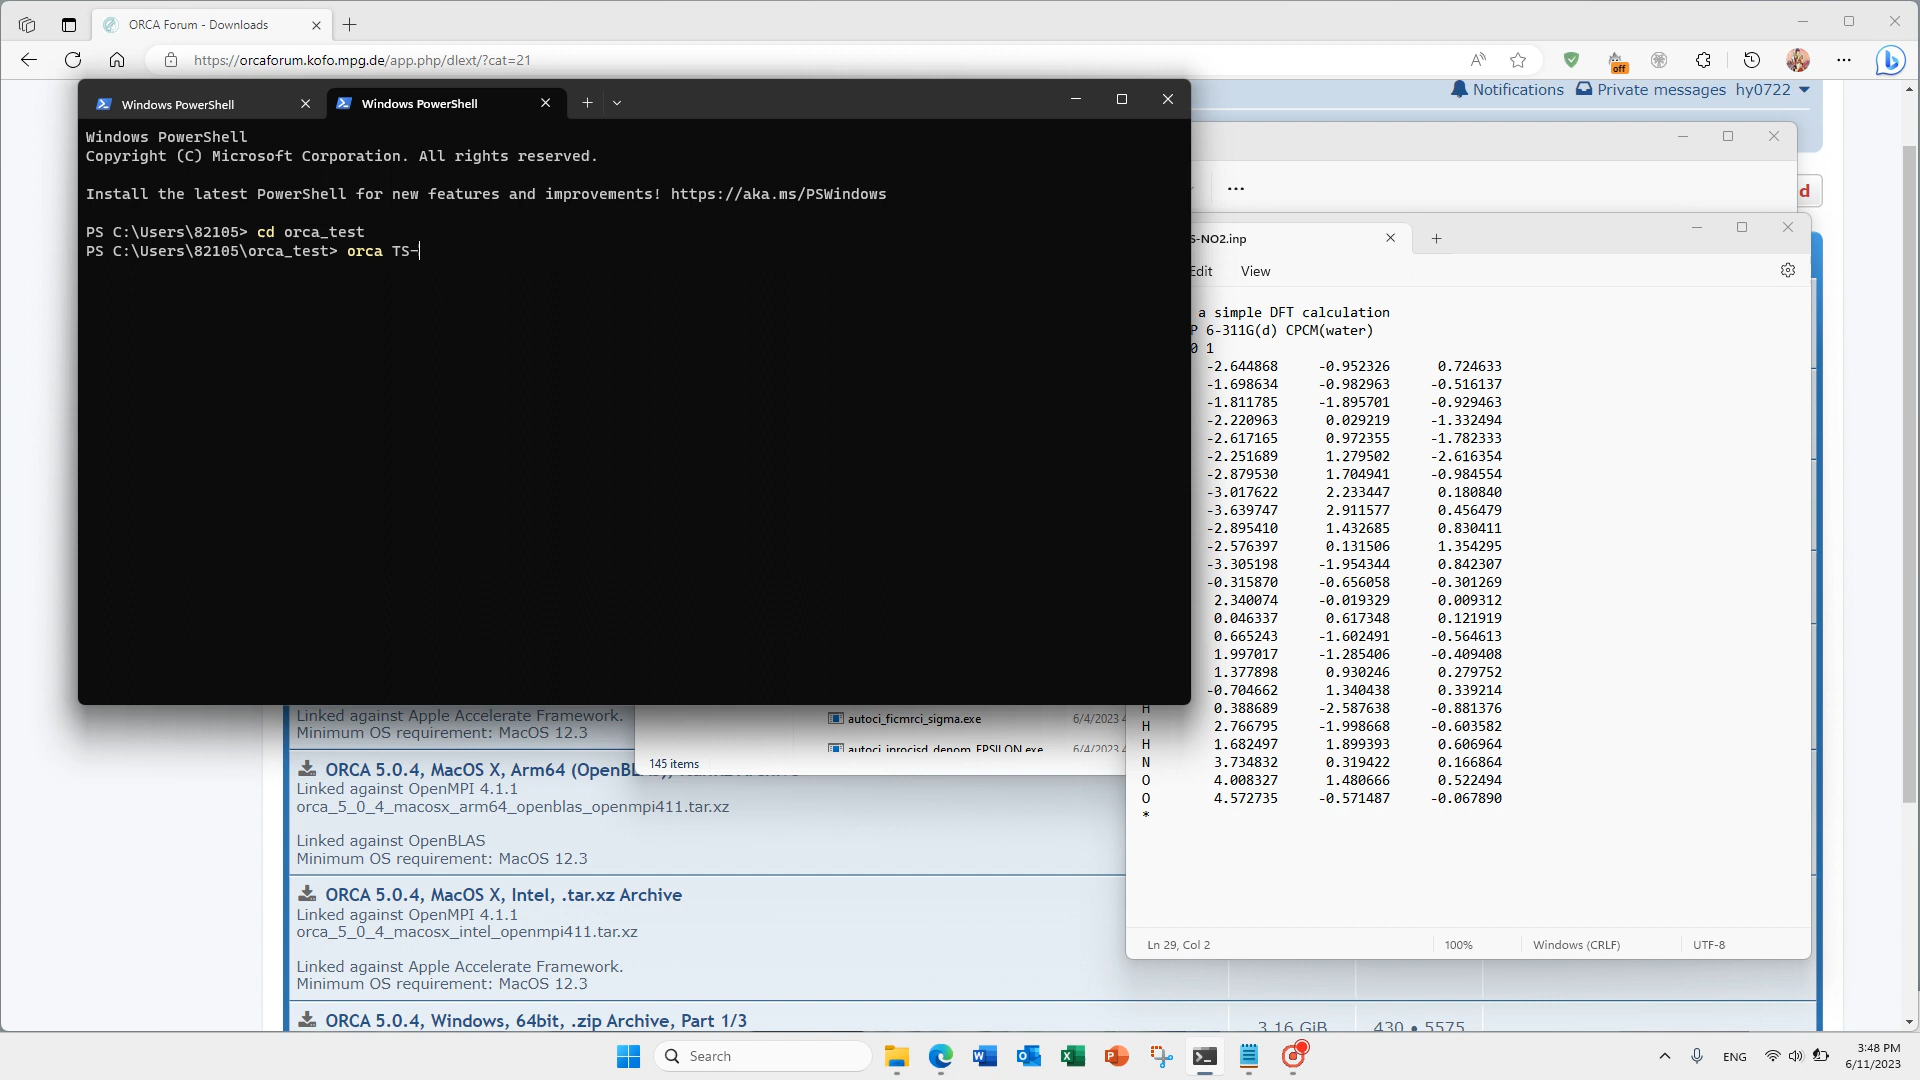 ORCA Forum - Downloads
https://orcaforum.kofo.mpg.de/app.php/dlext/?cat=21
off
Notifications Private messages hy0722
Windows PowerShell
Windows PowerShell
Windows PowerShell
Copyright (C) Microsoft Corporation. All rights reserved.
Install the latest PowerShell for new features and improvements! https://aka.ms/PSWindows
PS C:\Users\82105> cd orca_test
PS C:\Users\82105\orca_test> orca TS-
d
S-NO2.inp
Edit View
a simple DFT calculation
P 6-311G(d) CPCM(water)
0 1
-2.644868 -0.952326 0.724633
-1.698634 -0.982963 -0.516137
-1.811785 -1.895701 -0.929463
-2.220963 0.029219 -1.332494
-2.617165 0.972355 -1.782333
-2.251689 1.279502 -2.616354
-2.879530 1.704941 -0.984554
-3.017622 2.233447 0.180840
-3.639747 2.911577 0.456479
-2.895410 1.432685 0.830411
-2.576397 0.131506 1.354295
-3.305198 -1.954344 0.842307
-0.315870 -0.656058 -0.301269
2.340074 -0.019329 0.009312
0.046337 0.617348 0.121919
0.665243 -1.602491 -0.564613
1.997017 -1.285406 -0.409408
1.377898 0.930246 0.279752
-0.704662 1.340438 0.339214
H 0.388689 -2.587638 -0.881376
H 2.766795 -1.998668 -0.603582
H 1.682497 1.899393 0.606964
N 3.734832 0.319422 0.166864
O 4.008327 1.480666 0.522494
O 4.572735 -0.571487 -0.067890
*
Ln 29, Col 2 100% Windows (CRLF) UTF-8
autoci_ficmrci_sigma.exe 6/4/2023 4
autoci_iprocisd_denom_EPSILON.exe 6/4/2023
145 items
Linked against Apple Accelerate Framework.
Minimum OS requirement: MacOS 12.3
ORCA 5.0.4, MacOS X, Arm64 (OpenBLAS), .tar.xz Archive
Linked against OpenMPI 4.1.1
orca_5_0_4_macosx_arm64_openblas_openmpi411.tar.xz
Linked against OpenBLAS
Minimum OS requirement: MacOS 12.3
ORCA 5.0.4, MacOS X, Intel, .tar.xz Archive
Linked against OpenMPI 4.1.1
orca_5_0_4_macosx_intel_openmpi411.tar.xz
Linked against Apple Accelerate Framework.
Minimum OS requirement: MacOS 12.3
ORCA 5.0.4, Windows, 64bit, .zip Archive, Part 1/3
3.16 GiB 430 • 5575
Search
ENG
3:48 PM
6/11/2023